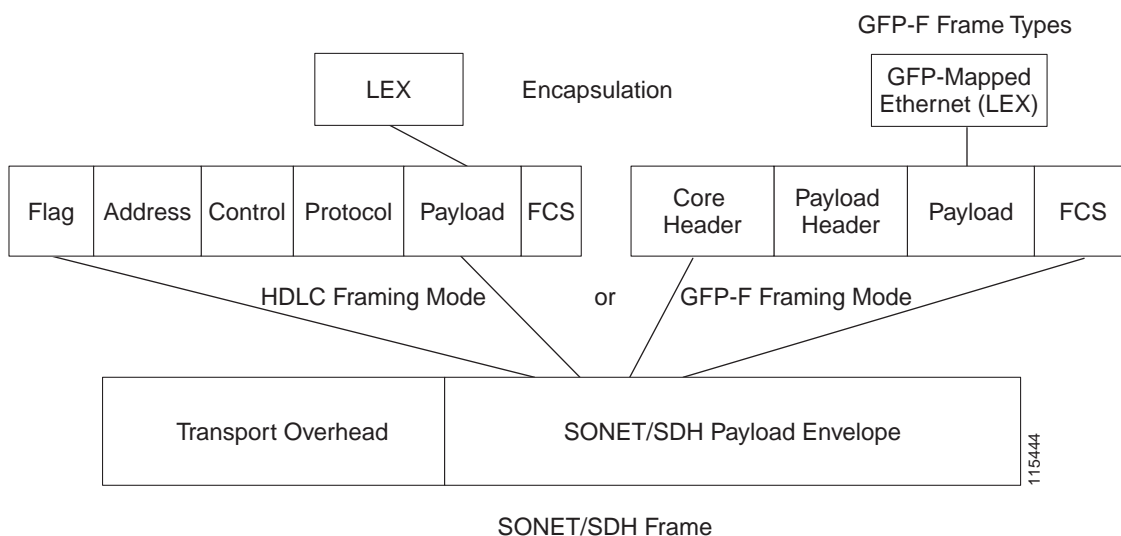 GFP-F Frame Types
LEX
Encapsulation
GFP-Mapped
Ethernet (LEX)
Flag
Address
Control
Protocol
Payload
FCS
Core
Header
Payload
Header
Payload
FCS
HDLC Framing Mode
or
GFP-F Framing Mode
Transport Overhead
SONET/SDH Payload Envelope
115444
SONET/SDH Frame